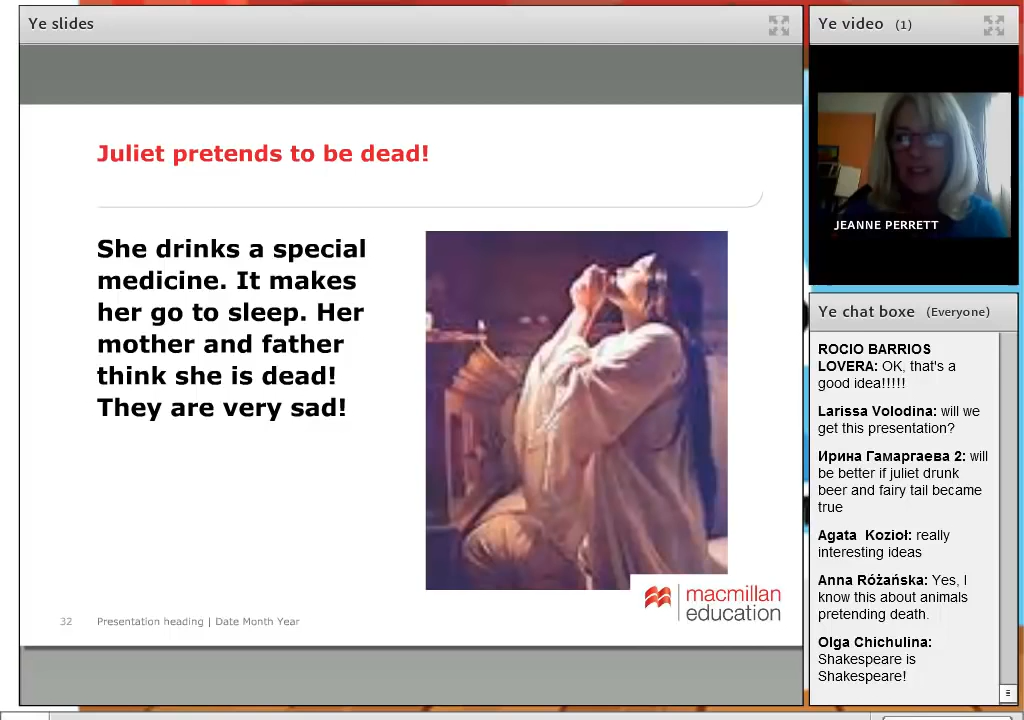 Ye slides
Juliet pretends to be dead!
She drinks a special
medicine. It makes
her go to sleep. Her
mother and father
think she is dead!
They are very sad!
macmillan
education
32 Presentation heading | Date Month Year
Ye video (1)
JEANNE PERRETT
Ye chat boxe (Everyone)
ROCIO BARRIOS
LOVERA: OK, that's a
good idea!!!!!
Larissa Volodina: will we
get this presentation?
Ирина Гамаргаева 2: will
be better if juliet drunk
beer and fairy tail became
true
Agata Kozioł: really
interesting ideas
Anna Różańska: Yes, I
know this about animals
pretending death.
Olga Chichulina:
Shakespeare is
Shakespeare!